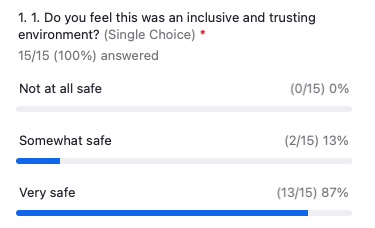 1. 1. Do you feel this was an inclusive and trusting
environment? (Single Choice) *
15/15 (100%) answered
Not at all safe (0/15) 0%
Somewhat safe (2/15) 13%
Very safe (13/15) 87%